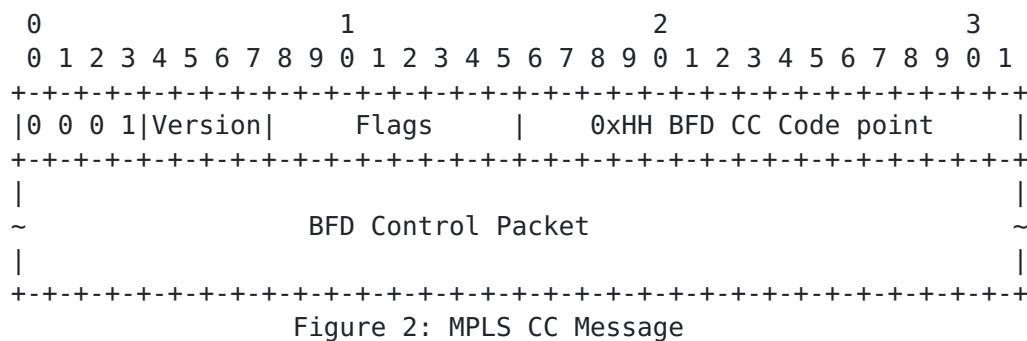 0                   1                   2                   3
 0 1 2 3 4 5 6 7 8 9 0 1 2 3 4 5 6 7 8 9 0 1 2 3 4 5 6 7 8 9 0 1
+-+-+-+-+-+-+-+-+-+-+-+-+-+-+-+-+-+-+-+-+-+-+-+-+-+-+-+-+-+-+-+-+
|0 0 0 1|Version|     Flags     |    0xHH BFD CC Code point     |
+-+-+-+-+-+-+-+-+-+-+-+-+-+-+-+-+-+-+-+-+-+-+-+-+-+-+-+-+-+-+-+-+
|                                                               |
~                  BFD Control Packet                           ~
|                                                               |
+-+-+-+-+-+-+-+-+-+-+-+-+-+-+-+-+-+-+-+-+-+-+-+-+-+-+-+-+-+-+-+-+
                  Figure 2: MPLS CC Message